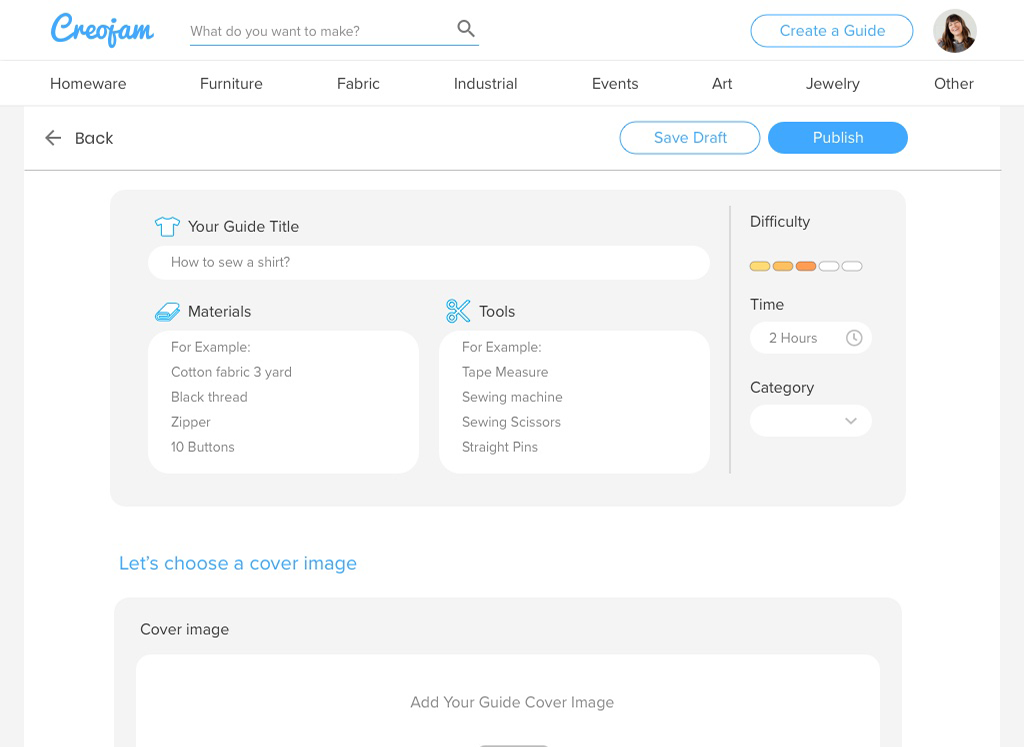 Creojam
What do you want to make?
Create a Guide
Homeware Furniture Fabric Industrial Events Art Jewelry Other
Back
Save Draft
Publish
Your Guide Title
How to sew a shirt?
Materials
For Example:
Cotton fabric 3 yard
Black thread
Zipper
10 Buttons
Tools
For Example:
Tape Measure
Sewing machine
Sewing Scissors
Straight Pins
Difficulty
Time
2 Hours
Category
Let's choose a cover image
Cover image
Add Your Guide Cover Image